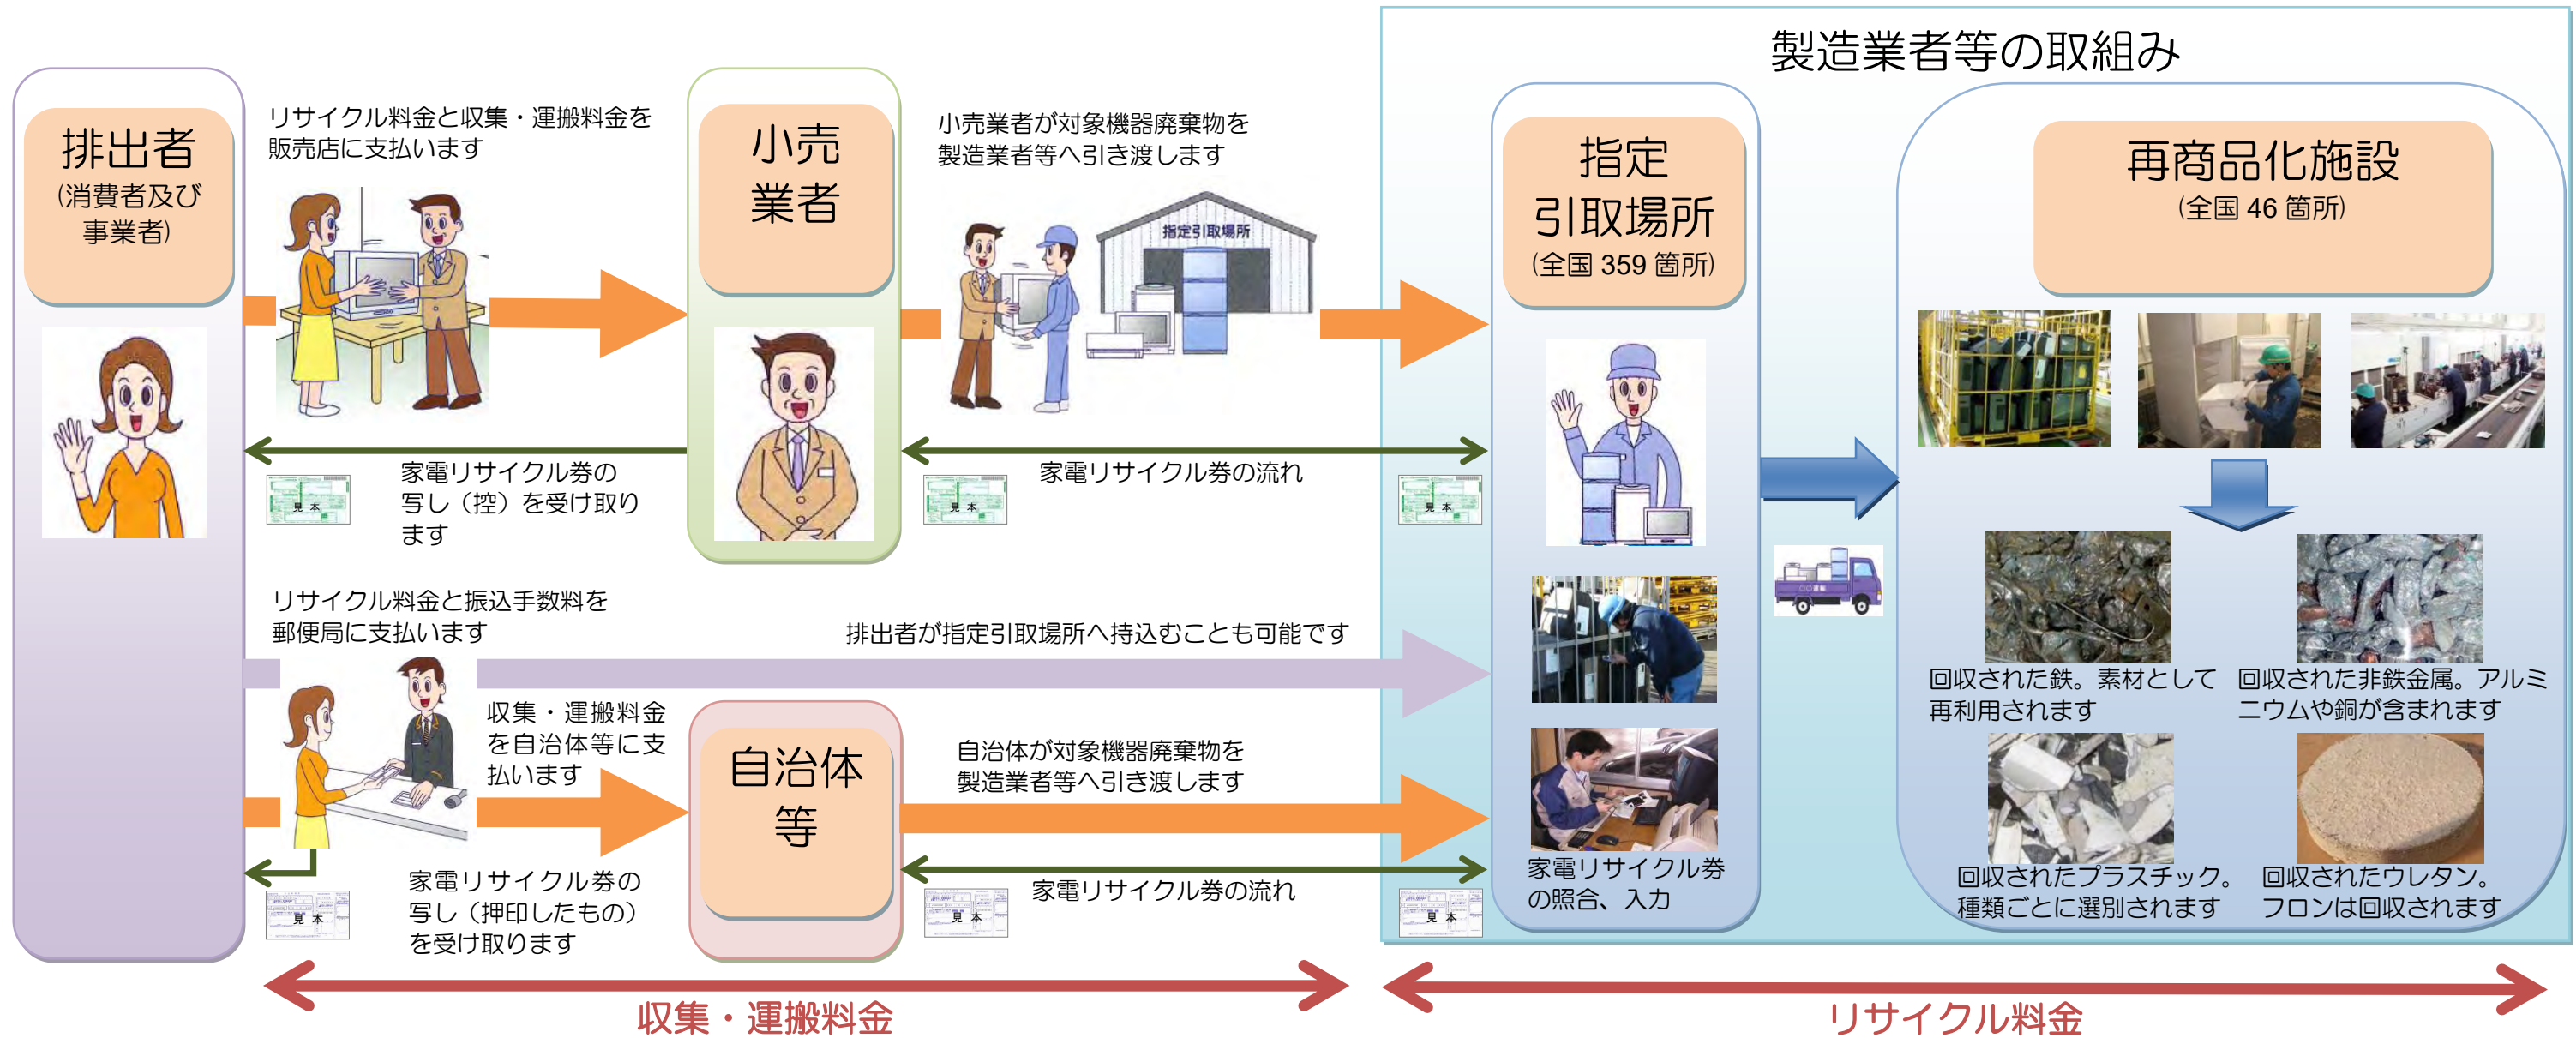 製造業者等の取組み
排出者
(消費者及び
事業者)
リサイクル料金と収集・運搬料金を
販売店に支払います
小売
業者
小売業者が対象機器廃棄物を
製造業者等へ引き渡します
指定引取場所
指定
引取場所
(全国 359 箇所)
再商品化施設
(全国 46 箇所)
家電リサイクル券の
写し（控）を受け取り
ます
見 本
家電リサイクル券の流れ
見 本
見 本
リサイクル料金と振込手数料を
郵便局に支払います
排出者が指定引取場所へ持込むことも可能です
収集・運搬料金
を自治体等に支
払います
自治体
等
自治体が対象機器廃棄物を
製造業者等へ引き渡します
家電リサイクル券の
写し（押印したもの）
を受け取ります
見 本
家電リサイクル券の流れ
見 本
見 本
家電リサイクル券
の照合、入力
回収された鉄。素材として
再利用されます
回収された非鉄金属。アルミ
ニウムや銅が含まれます
回収されたプラスチック。
種類ごとに選別されます
回収されたウレタン。
フロンは回収されます
収集・運搬料金
リサイクル料金